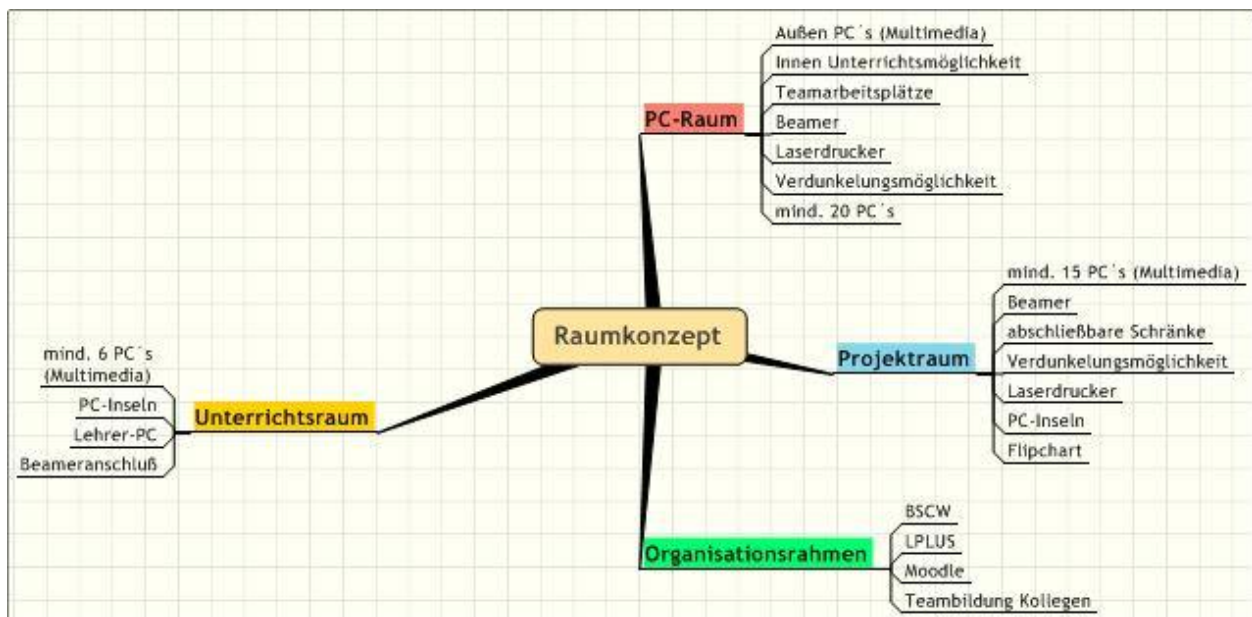 Raumkonzept
PC-Raum
Außen PC´s (Multimedia)
Innen Unterrichtsmöglichkeit
Teamarbeitsplätze
Beamer
Laserdrucker
Verdunkelungsmöglichkeit
mind. 20 PC´s
Projektraum
mind. 15 PC´s (Multimedia)
Beamer
abschließbare Schränke
Verdunkelungsmöglichkeit
Laserdrucker
PC-Inseln
Flipchart
Organisationsrahmen
BSCW
LPLUS
Moodle
Teambildung Kollegen
Unterrichtsraum
mind. 6 PC´s
(Multimedia)
PC-Inseln
Lehrer-PC
Beameranschluß